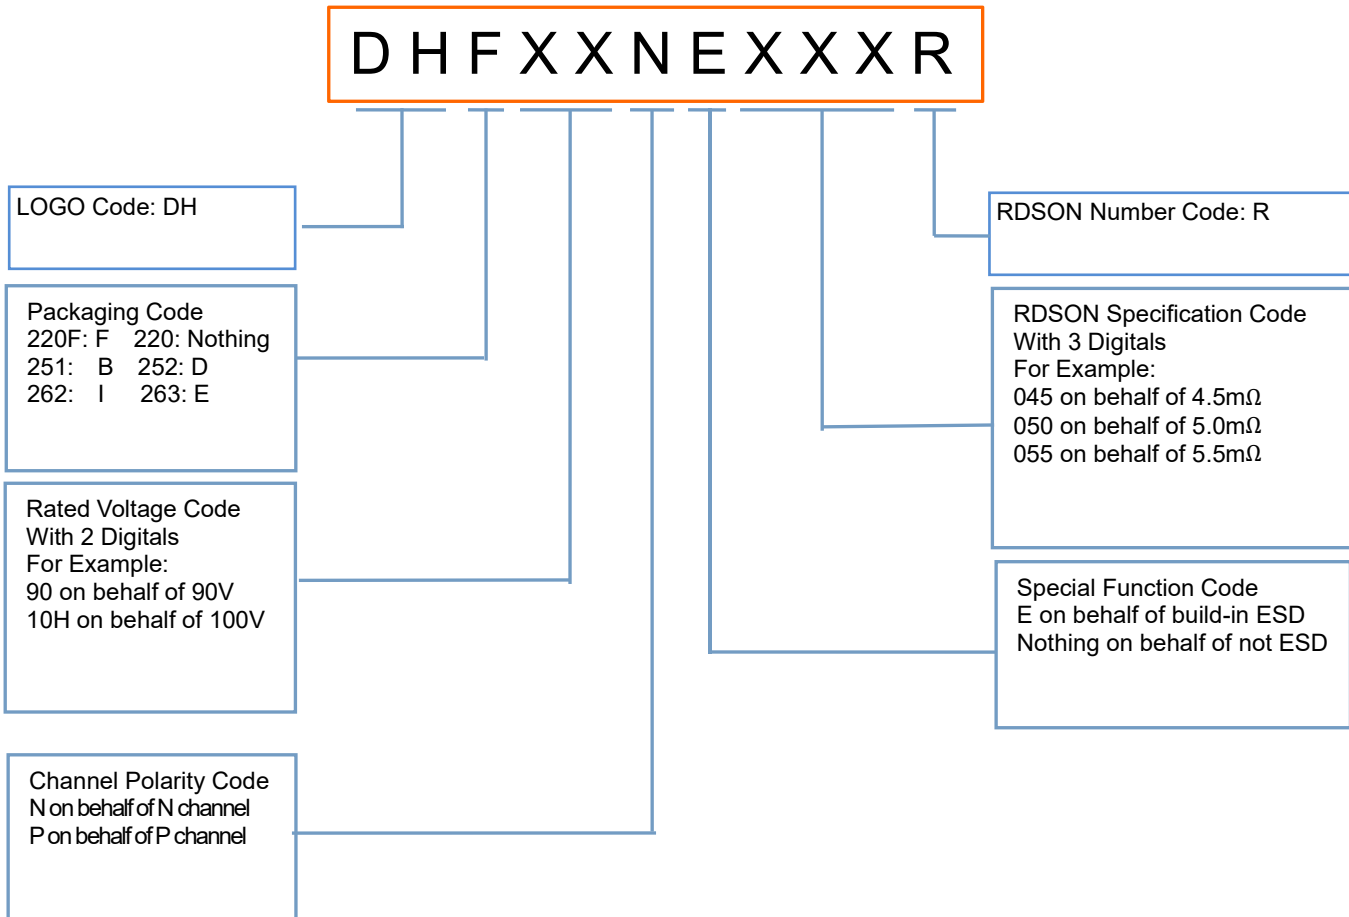 DHFXXNEXXXR
LOGO Code: DH
Packaging Code
220F: F 220: Nothing
251: B 252: D
262: I 263: E
Rated Voltage Code
With 2 Digitals
For Example:
90 on behalf of 90V
10H on behalf of 100V
Channel Polarity Code
N on behalf of N channel
P on behalf of P channel
RDSON Number Code: R
RDSON Specification Code
With 3 Digitals
For Example:
045 on behalf of 4.5mΩ
050 on behalf of 5.0mΩ
055 on behalf of 5.5mΩ
Special Function Code
E on behalf of build-in ESD
Nothing on behalf of not ESD